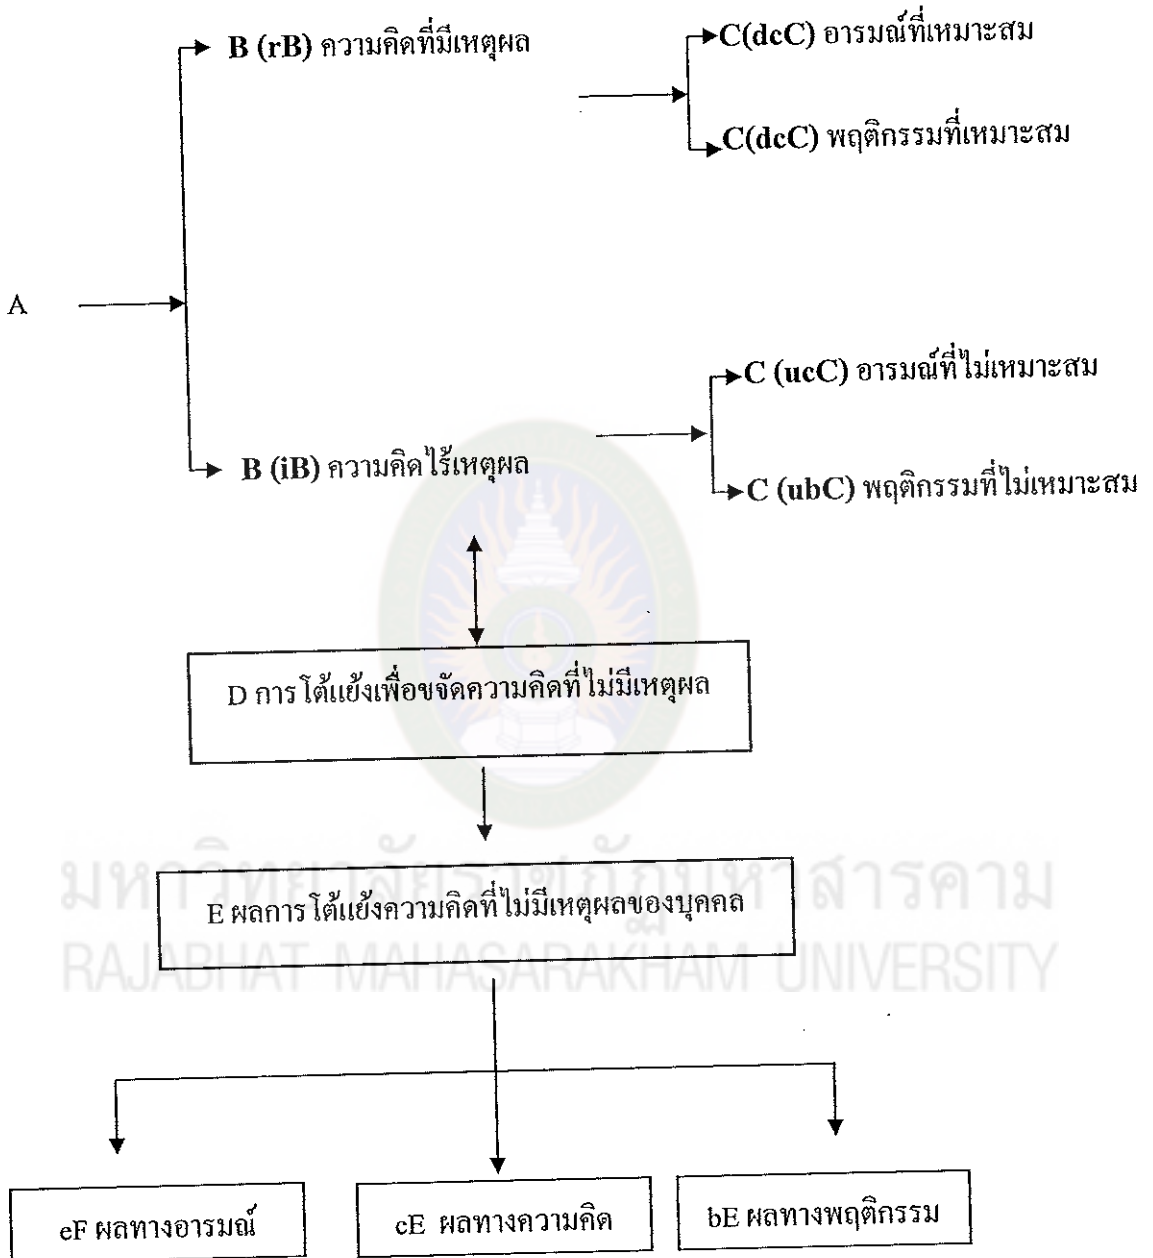 B (rB) ความคิดที่มีเหตุผล
C(dcC) อารมณ์ที่เหมาะสม
C(dcC) พฤติกรรมที่เหมาะสม
A
C (ucC) อารมณ์ที่ไม่เหมาะสม
B (iB) ความคิดไร้เหตุผล
C (ubC) พฤติกรรมที่ไม่เหมาะสม
D การโต้แย้งเพื่อขจัดความคิดที่ไม่มีเหตุผล
E ผลการโต้แย้งความคิดที่ไม่มีเหตุผลของบุคคล
มหาวิทยาลัยราชภัฏมหาสารคาม
RAJABHAT MAHASARAKHAM UNIVERSITY
eF ผลทางอารมณ์
cE ผลทางความคิด
bE ผลทางพฤติกรรม